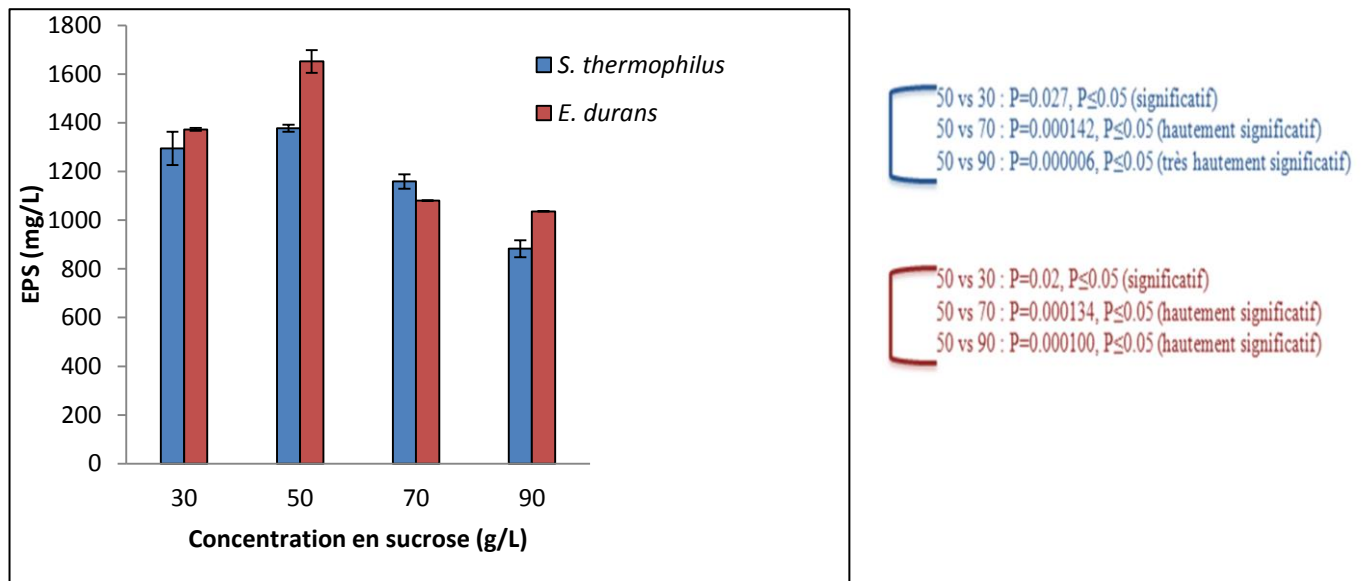 1800
1600
1400
1200
1000
800
600
400
200
0
EPS (mg/L)
S. thermophilus
E. durans
30 50 70 90
Concentration en sucrose (g/L)
50 vs 30 : P=0.027, P≤0.05 (significatif)
50 vs 70 : P=0.000142, P≤0.05 (hautement significatif)
50 vs 90 : P=0.000006, P≤0.05 (très hautement significatif)
50 vs 30 : P=0.02, P≤0.05 (significatif)
50 vs 70 : P=0.000134, P≤0.05 (hautement significatif)
50 vs 90 : P=0.000100, P≤0.05 (hautement significatif)